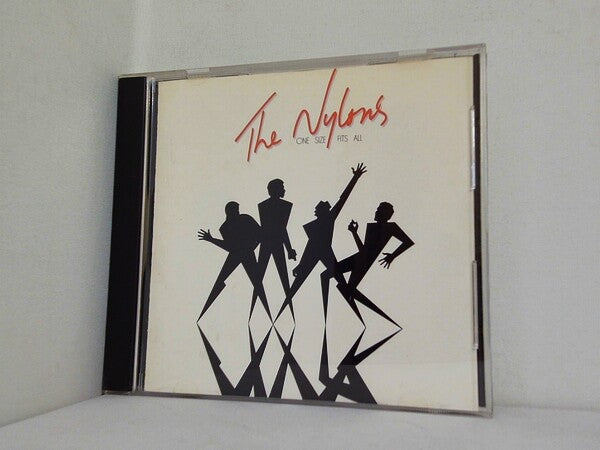 The Nylons
ONE SIZE FITS ALL